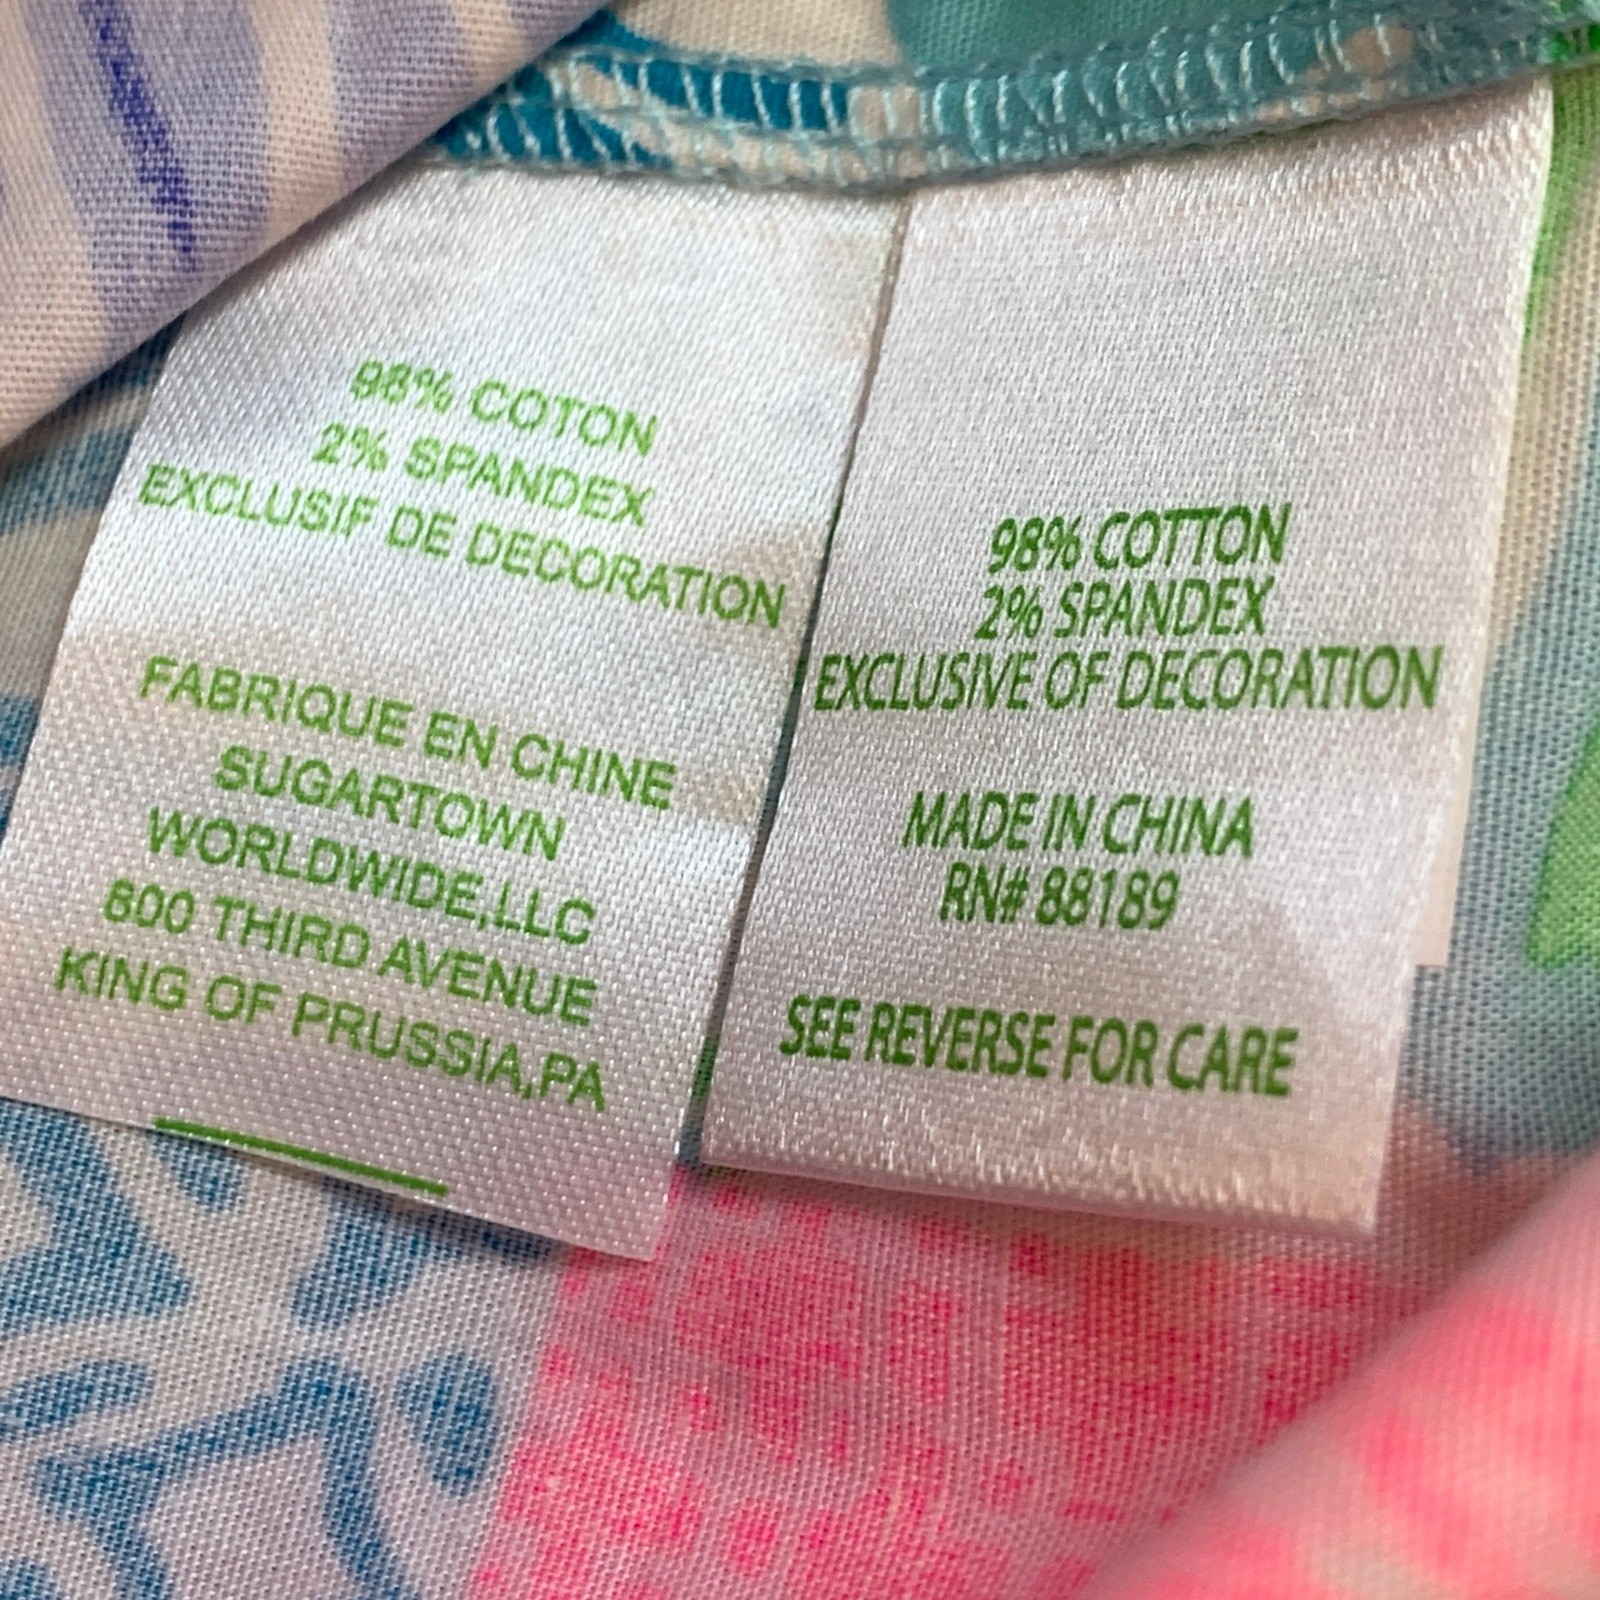 98% COTON
2% SPANDEX
EXCLUSIF DE DECORATION
FABRIQUE EN CHINE
SUGARTOWN
WORLDWIDE,LLC
800 THIRD AVENUE
KING OF PRUSSIA,PA
98% COTTON
2% SPANDEX
EXCLUSIVE OF DECORATION
MADE IN CHINA
RN# 88189
SEE REVERSE FOR CARE